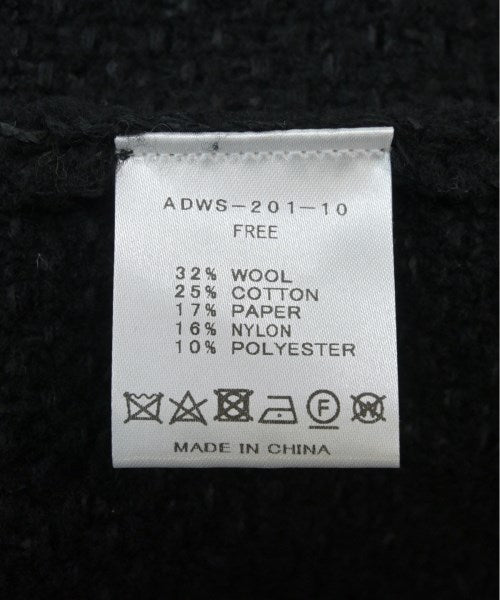 ADWS-201-10
FREE
32% WOOL
25% COTTON
17% PAPER
16% NYLON
10% POLYESTER
F W
MADE IN CHINA